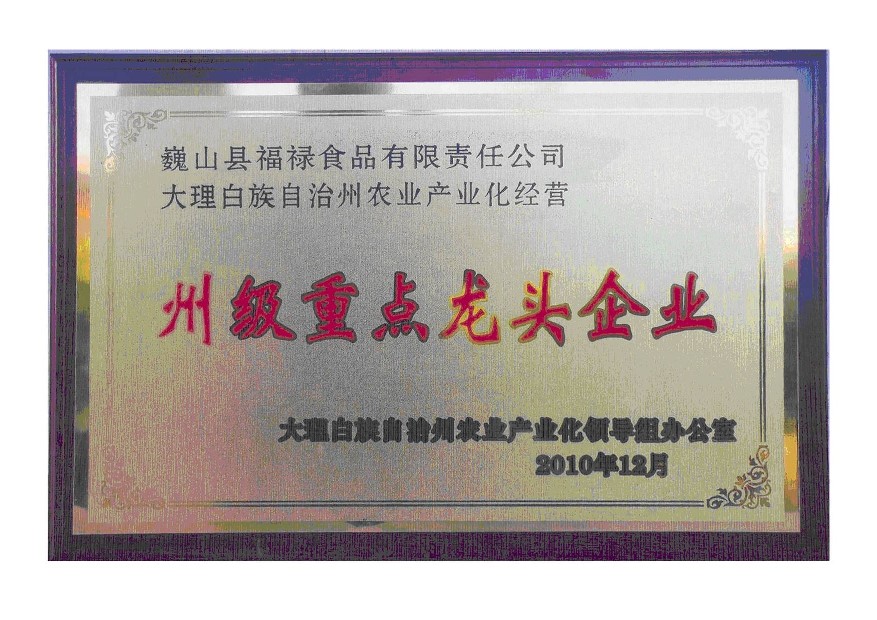 巍山县福禄食品有限责任公司
大理白族自治州农业产业化经营
州级重点龙头企业
大理白族自治州农业产业化领导组办公室
2010年12月